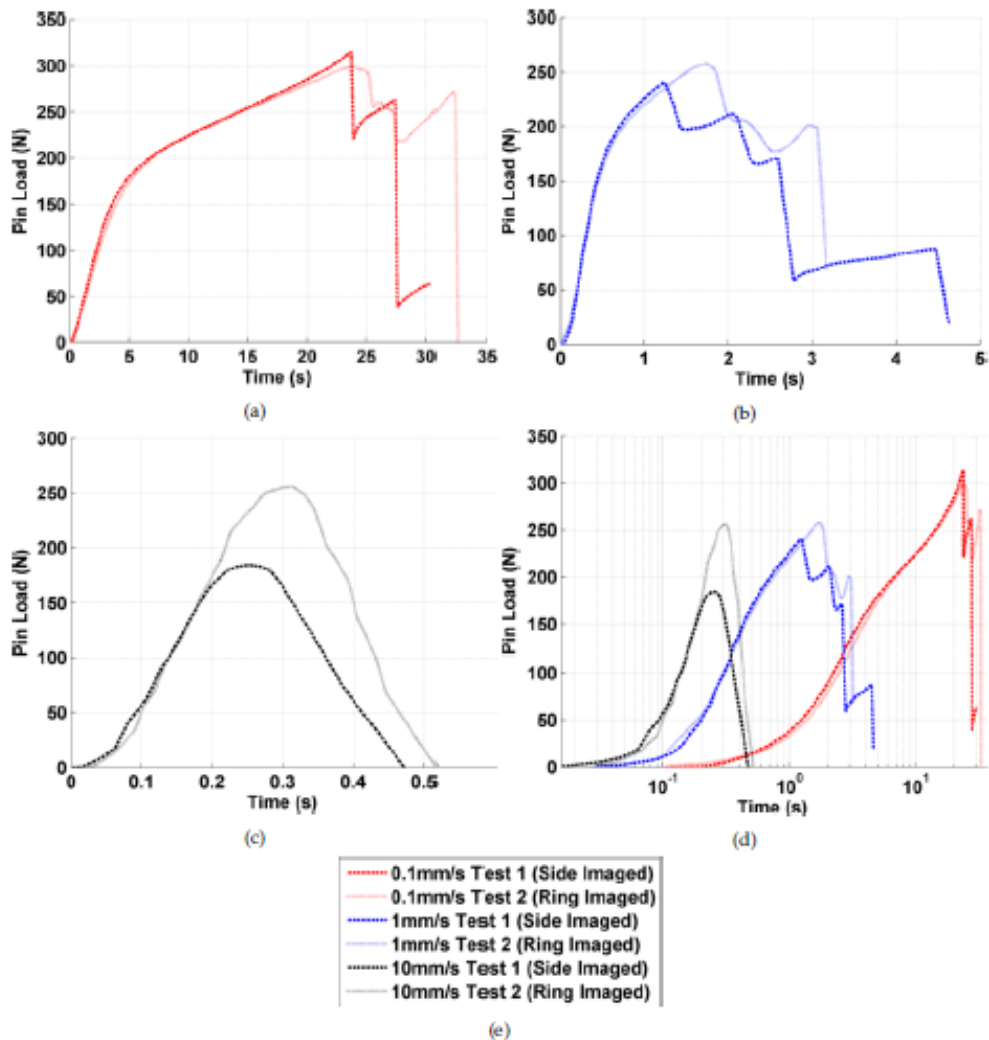 350
300
250
200
150
100
50
0
Pin Load (N)
0 5 10 15 20 25 30 35
Time (s)
(a)
300
250
200
150
100
50
0
Pin Load (N)
0 1 2 3 4 5
Time (s)
(b)
300
250
200
150
100
50
0
Pin Load (N)
0 0.1 0.2 0.3 0.4 0.5
Time (s)
(c)
350
300
250
200
150
100
50
0
Pin Load (N)
10-1 100 101
Time (s)
(d)
0.1mm/s Test 1 (Side Imaged)
0.1mm/s Test 2 (Ring Imaged)
1mm/s Test 1 (Side Imaged)
1mm/s Test 2 (Ring Imaged)
10mm/s Test 1 (Side Imaged)
10mm/s Test 2 (Ring Imaged)
(e)